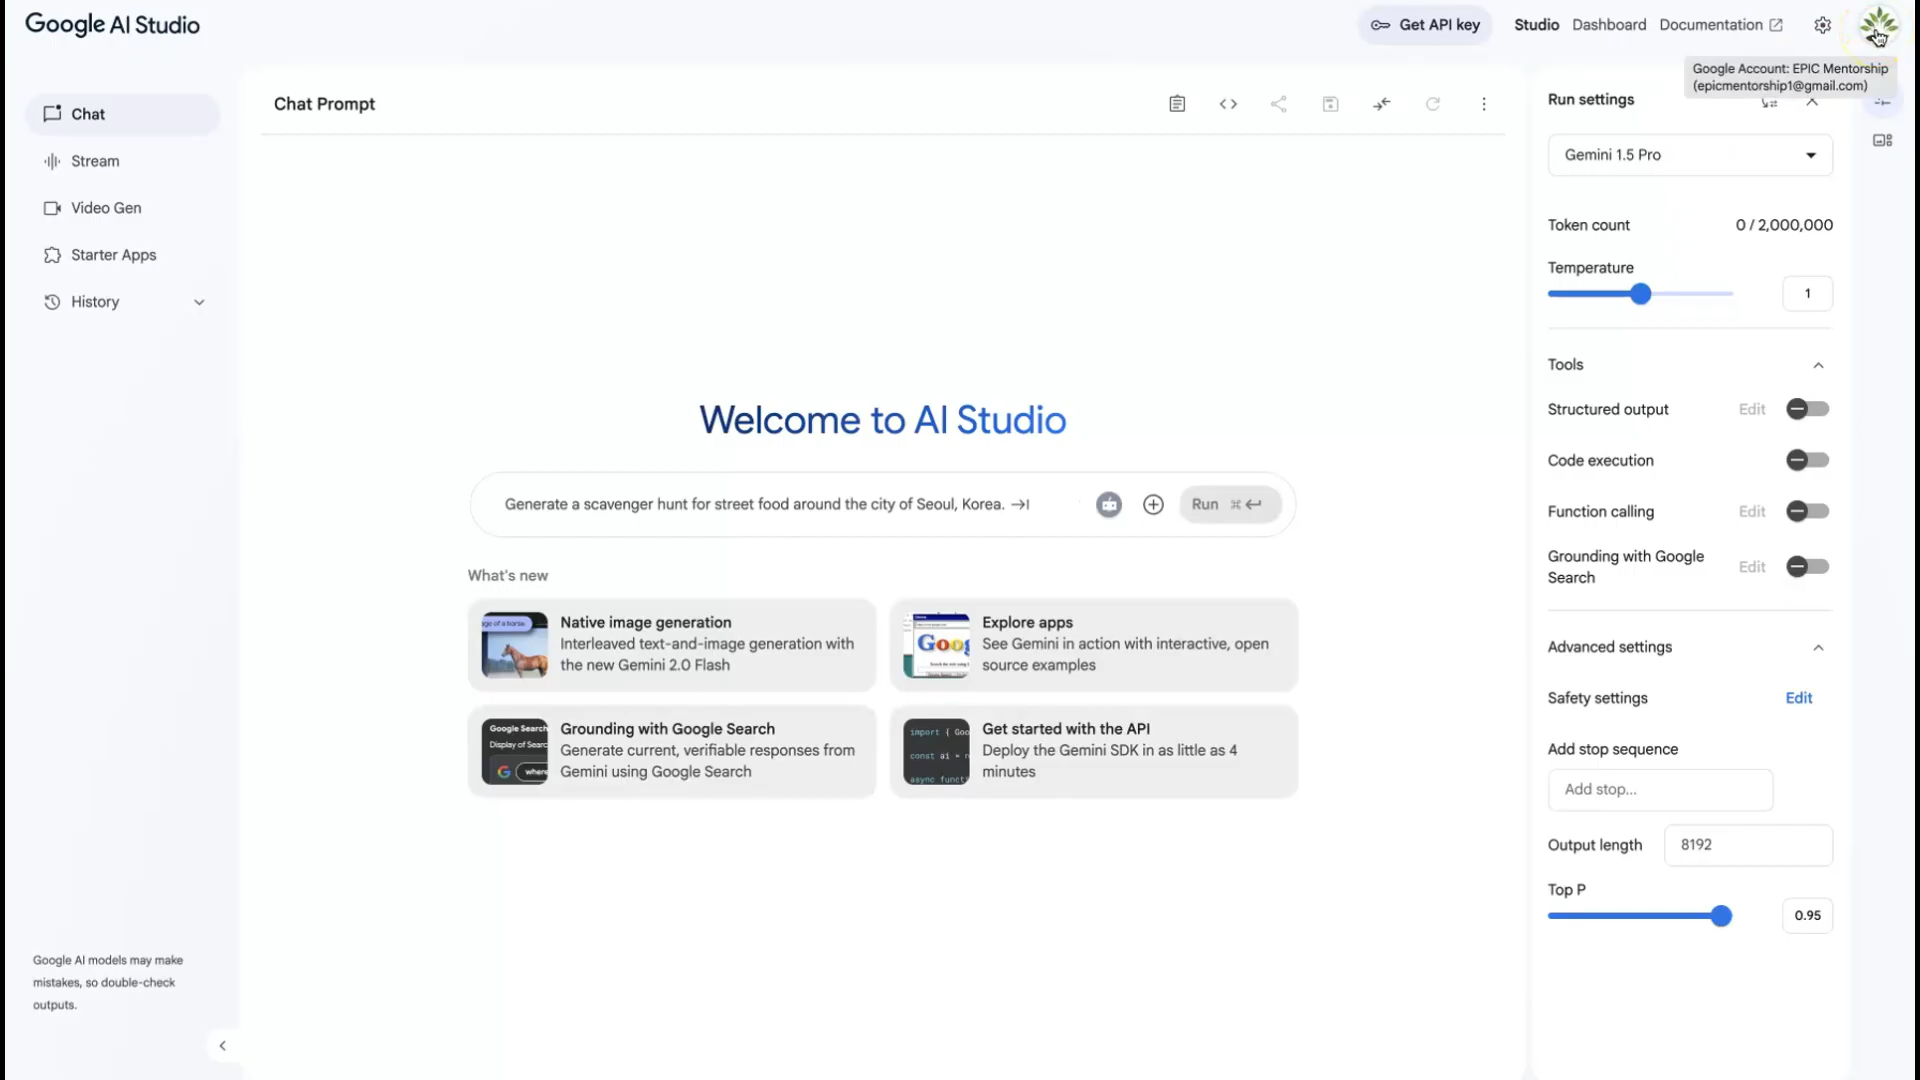 Google AI Studio
Get API key
Studio
Dashboard
Documentation
Google Account: EPIC Mentorship
(epicmentorship1@gmail.com)
Chat
Stream
Video Gen
Starter Apps
History
Google AI models may make
mistakes, so double-check
outputs.
Chat Prompt
Welcome to AI Studio
Generate a scavenger hunt for street food around the city of Seoul, Korea.
Run ⌘
What's new
Native image generation
Interleaved text-and-image generation with
the new Gemini 2.0 Flash
Explore apps
See Gemini in action with interactive, open
source examples
Grounding with Google Search
Generate current, verifiable responses from
Gemini using Google Search
Get started with the API
Deploy the Gemini SDK in as little as 4
minutes
Run settings
Gemini 1.5 Pro
Token count 0 / 2,000,000
Temperature
1
Tools
Structured output Edit
Code execution
Function calling Edit
Grounding with Google
Search Edit
Advanced settings
Safety settings Edit
Add stop sequence
Add stop...
Output length 8192
Top P
0.95